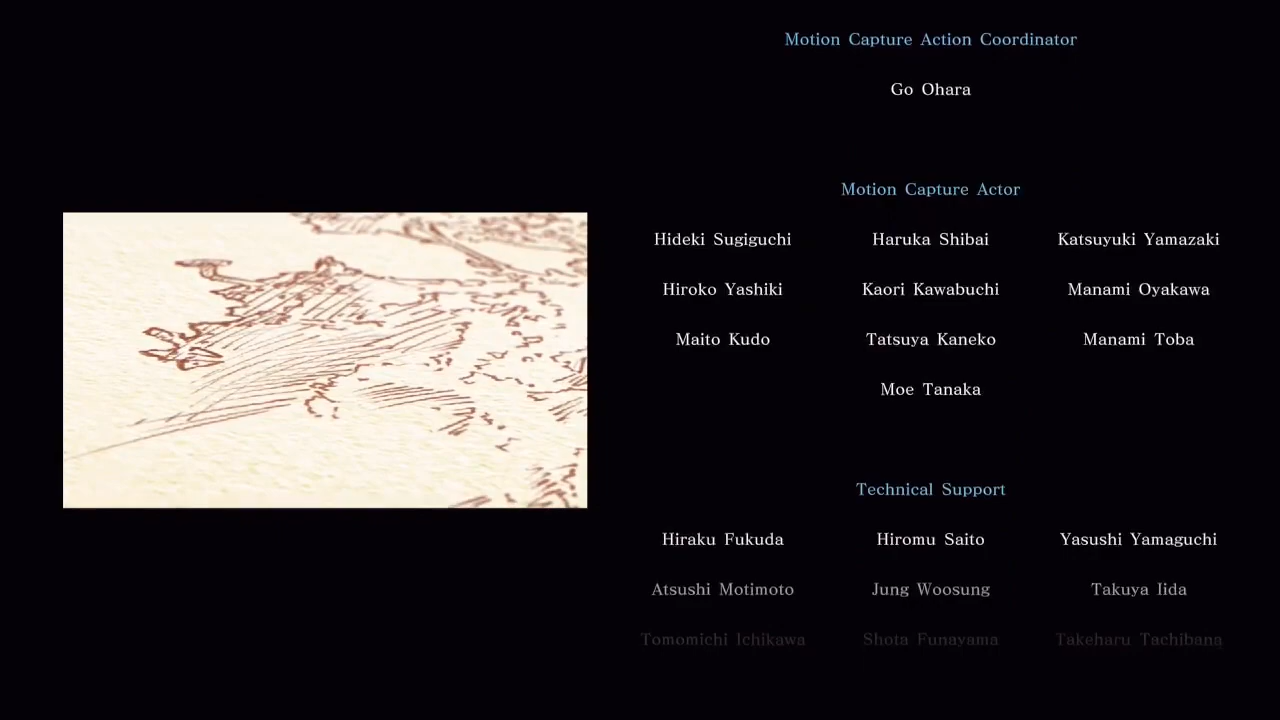 Motion Capture Action Coordinator
Go Ohara
Motion Capture Actor
Hideki Sugiguchi Haruka Shibai Katsuyuki Yamazaki
Hiroko Yashiki Kaori Kawabuchi Manami Oyakawa
Maito Kudo Tatsuya Kaneko Manami Toba
Moe Tanaka
Technical Support
Hiraku Fukuda Hiromu Saito Yasushi Yamaguchi
Atsushi Motimoto Jung Woosung Takuya Iida
Tomomichi Ichikawa Shota Funayama Takeharu Tachibana